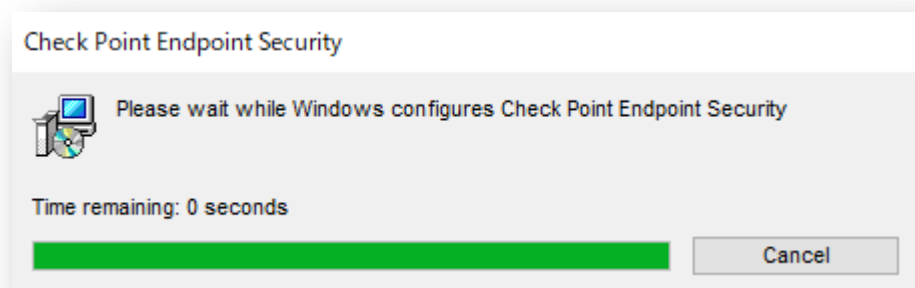 Check Point Endpoint Security
Please wait while Windows configures Check Point Endpoint Security
Time remaining: 0 seconds
Cancel